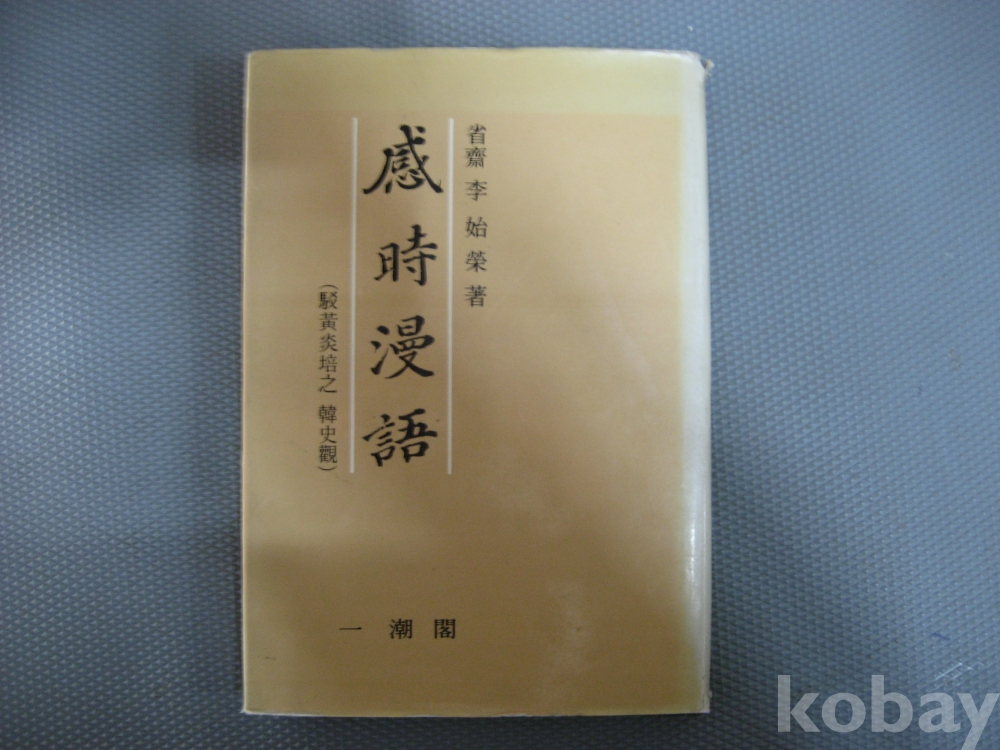 省齋 李始榮 著
感時漫語
(駁黃炎培之 韓史觀)
一潮閣
kobay